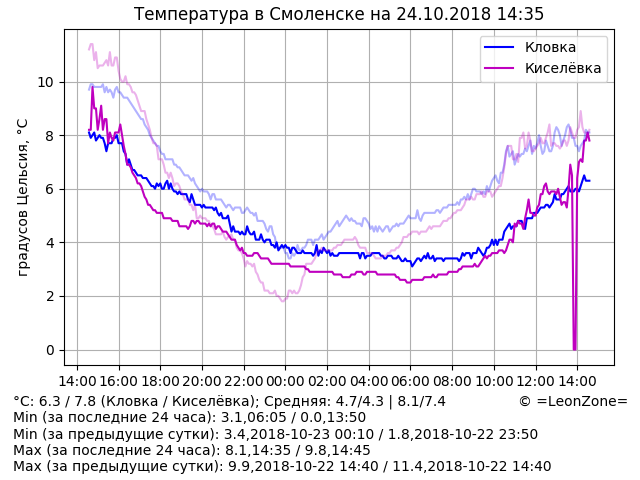 Температура в Смоленске на 24.10.2018 14:35
Кловка
Киселёвка
градусов Цельсия, °C
10
8
6
4
2
0
14:00 16:00 18:00 20:00 22:00 00:00 02:00 04:00 06:00 08:00 10:00 12:00 14:00
°C: 6.3 / 7.8 (Кловка / Киселёвка); Средняя: 4.7/4.3 | 8.1/7.4 © =LeonZone=
Min (за последние 24 часа): 3.1,06:05 / 0.0,13:50
Min (за предыдущие сутки): 3.4,2018-10-23 00:10 / 1.8,2018-10-22 23:50
Max (за последние 24 часа): 8.1,14:35 / 9.8,14:45
Max (за предыдущие сутки): 9.9,2018-10-22 14:40 / 11.4,2018-10-22 14:40